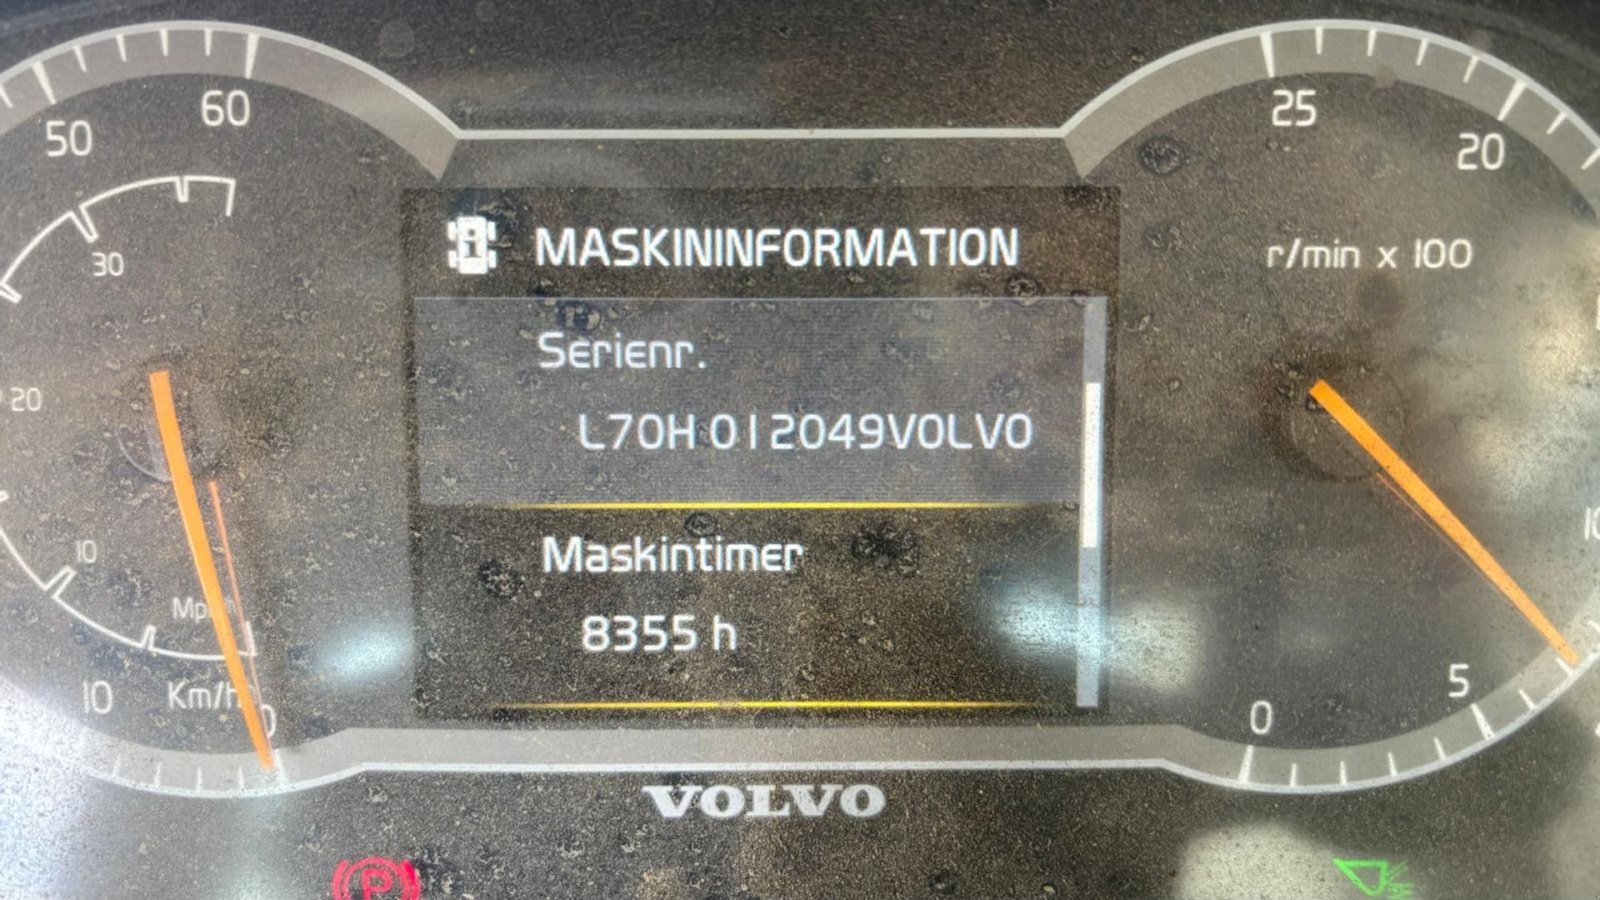 50
60
30
20
10
Mph
10
Km/h
0
MASKININFORMATION
Serienr.
L70H 012049VOLVO
Maskintimer
8355 h
25
20
r/min x 100
5
0
VOLVO
P